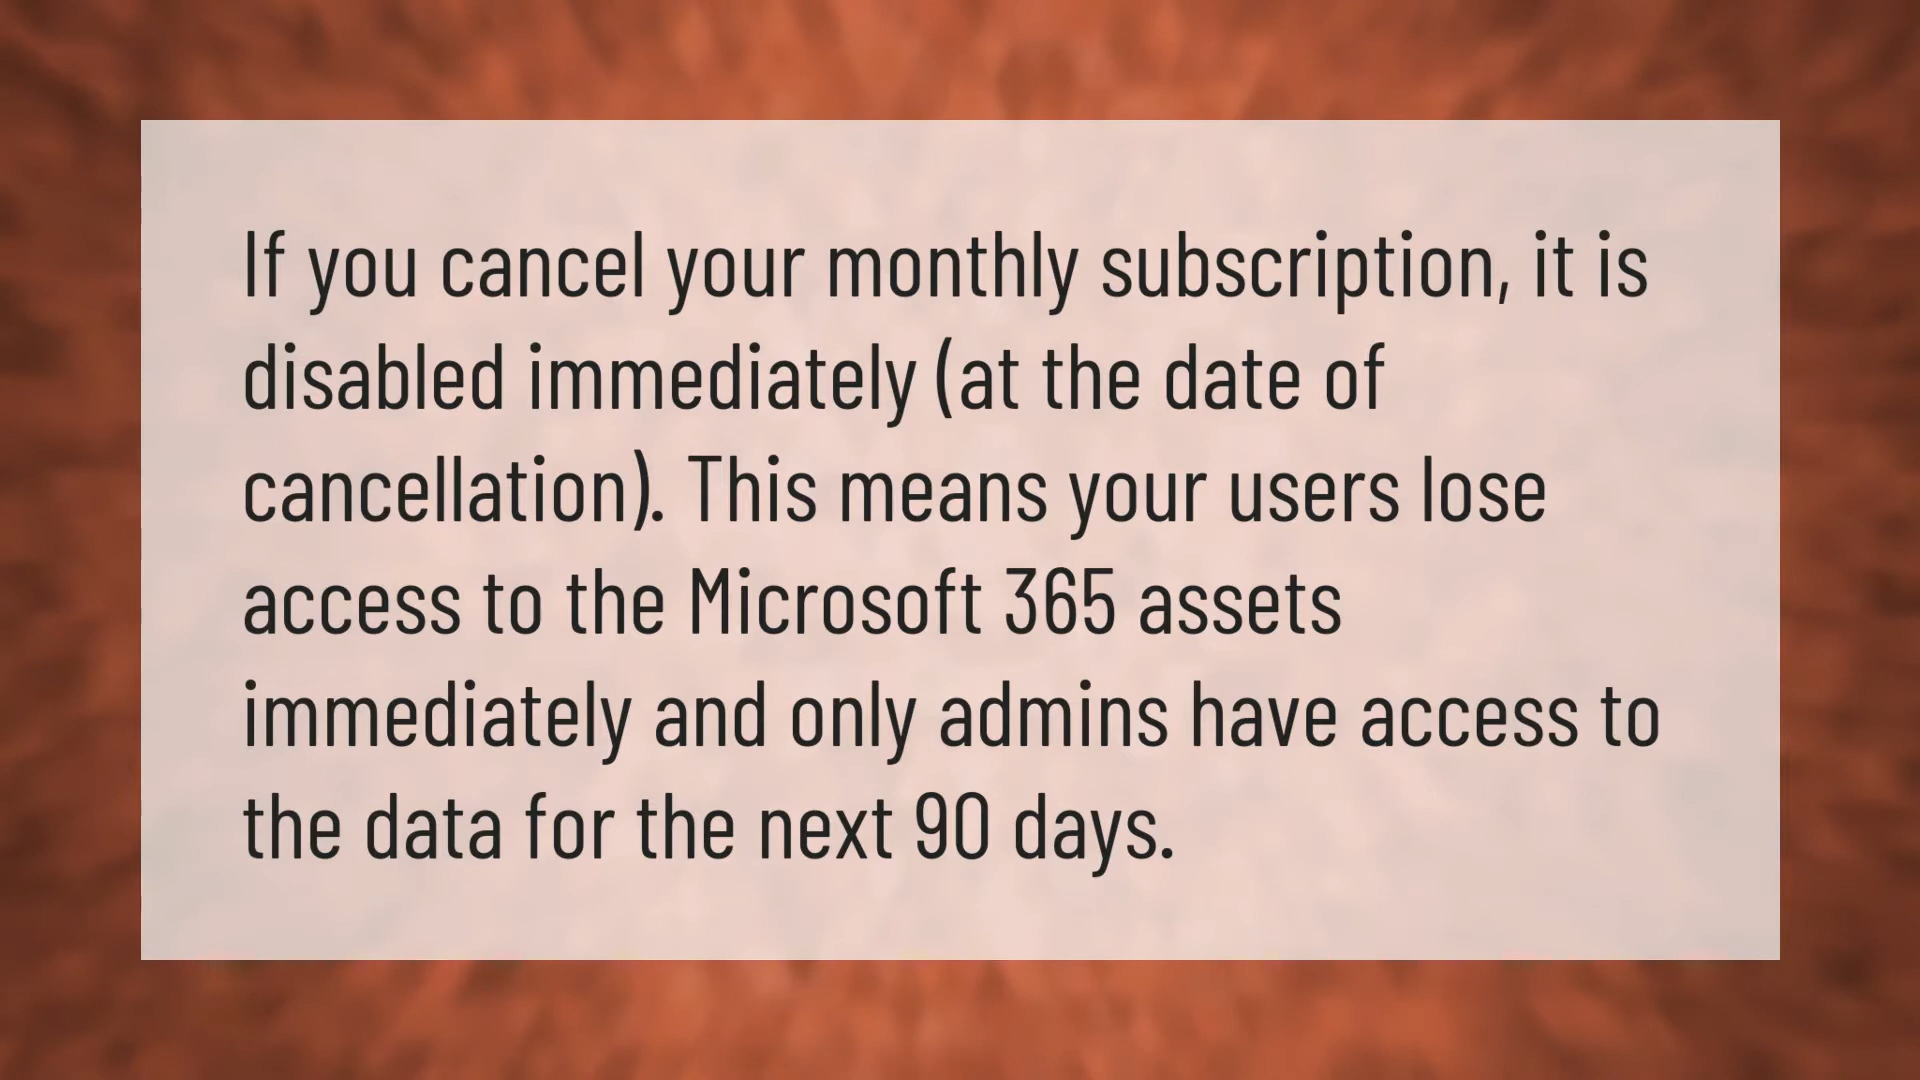 If you cancel your monthly subscription, it is
disabled immediately (at the date of
cancellation). This means your users lose
access to the Microsoft 365 assets
immediately and only admins have access to
the data for the next 90 days.